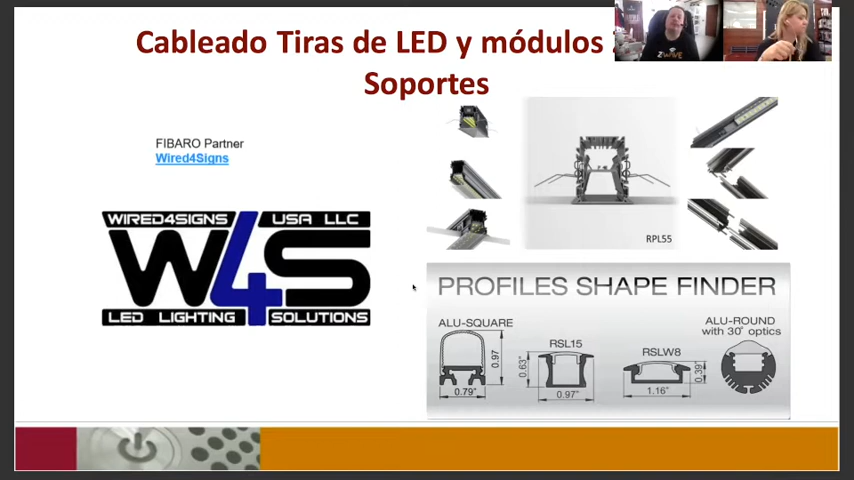 Cableado Tiras de LED y módulos
Soportes
FIBARO Partner
Wired4Signs
WIRED4SIGNS USA LLC
W4S
LED LIGHTING SOLUTIONS
RPL55
PROFILES SHAPE FINDER
ALU-SQUARE
0.97
0.79"
RSL15
0.63"
0.97"
RSLW8
0.39"
1.16"
ALU-ROUND
with 30° optics
Z WAVE